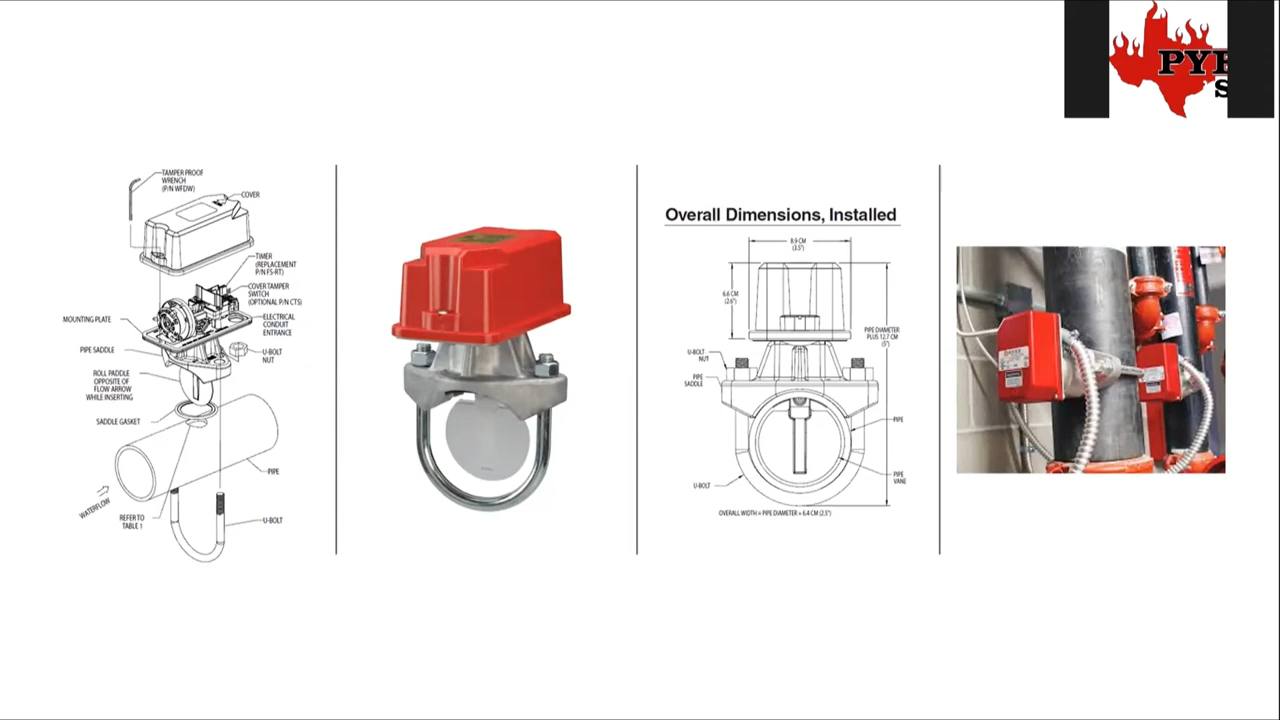 PYR
S
TAMPER PROOF
WRENCH
(P/N WFDW)
COVER
TIMER
(REPLACEMENT
P/N FS-RT)
COVER TAMPER
SWITCH
(OPTIONAL P/N CTS)
MOUNTING PLATE
ELECTRICAL
CONDUIT
ENTRANCE
PIPE SADDLE
U-BOLT
NUT
ROLL PADDLE
OPPOSITE OF
FLOW ARROW
WHILE INSERTING
SADDLE GASKET
PIPE
WATERFLOW
REFER TO
TABLE 1
U-BOLT
Overall Dimensions, Installed
8.9 CM
(3.5")
6.6 CM
(2.6")
PIPE DIAMETER
PLUS 12.7 CM
(5")
U-BOLT
NUT
PIPE
SADDLE
PIPE
PIPE
VANE
U-BOLT
OVERALL WIDTH = PIPE DIAMETER + 6.4 CM (2.5")